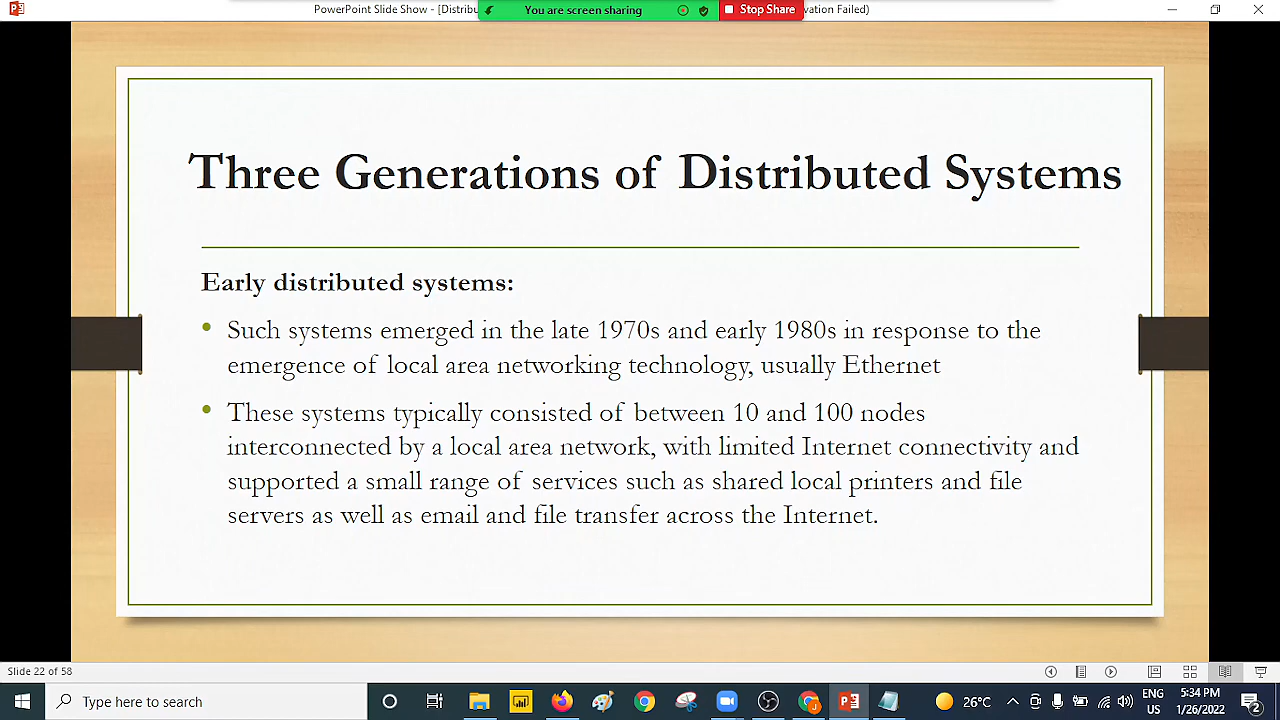 PowerPoint Slide Show - [Distribu
You are screen sharing
Stop Share
vation Failed)
Three Generations of Distributed Systems
Early distributed systems:
• Such systems emerged in the late 1970s and early 1980s in response to the
emergence of local area networking technology, usually Ethernet
• These systems typically consisted of between 10 and 100 nodes
interconnected by a local area network, with limited Internet connectivity and
supported a small range of services such as shared local printers and file
servers as well as email and file transfer across the Internet.
Slide 22 of 58
Type here to search
26°C
ENG
US
5:34 PM
1/26/2022
2